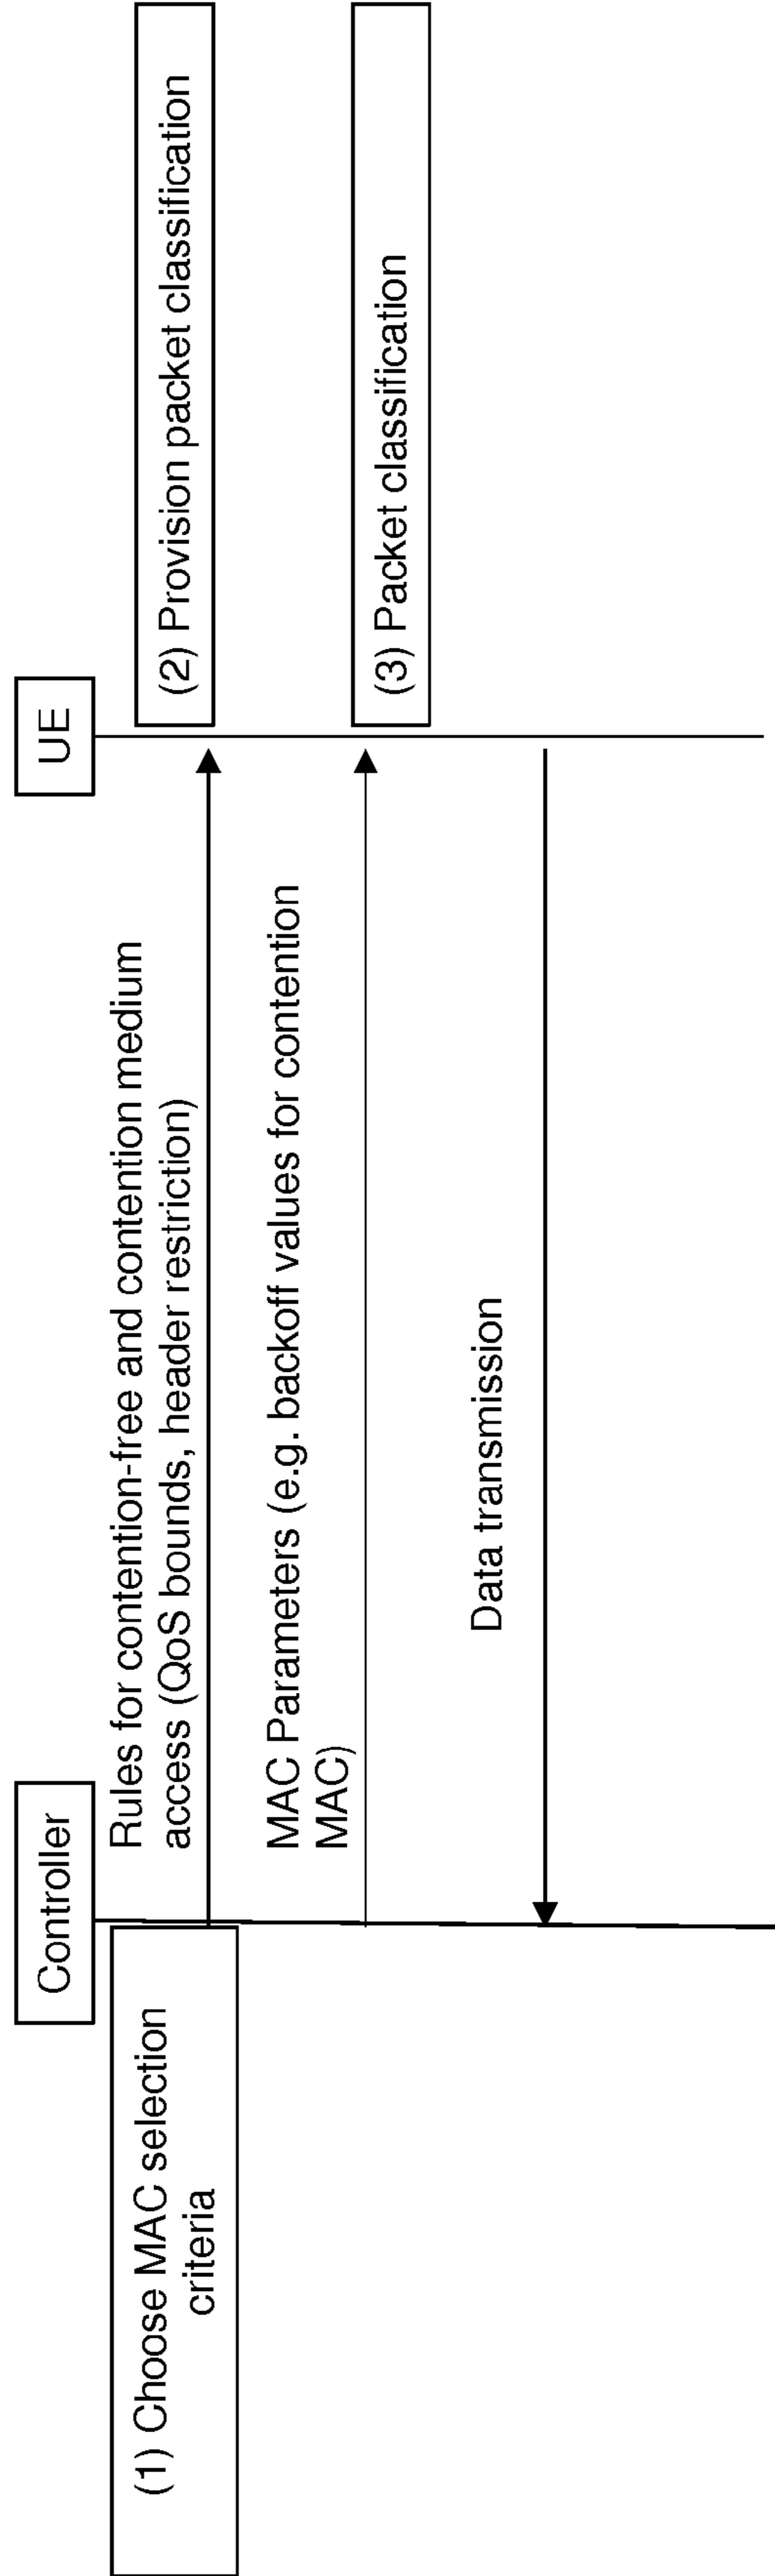 Controller
UE
(1) Choose MAC selection
criteria
Rules for contention-free and contention medium
access (QoS bounds, header restriction)
(2) Provision packet classification
MAC Parameters (e.g. backoff values for contention
MAC)
(3) Packet classification
Data transmission